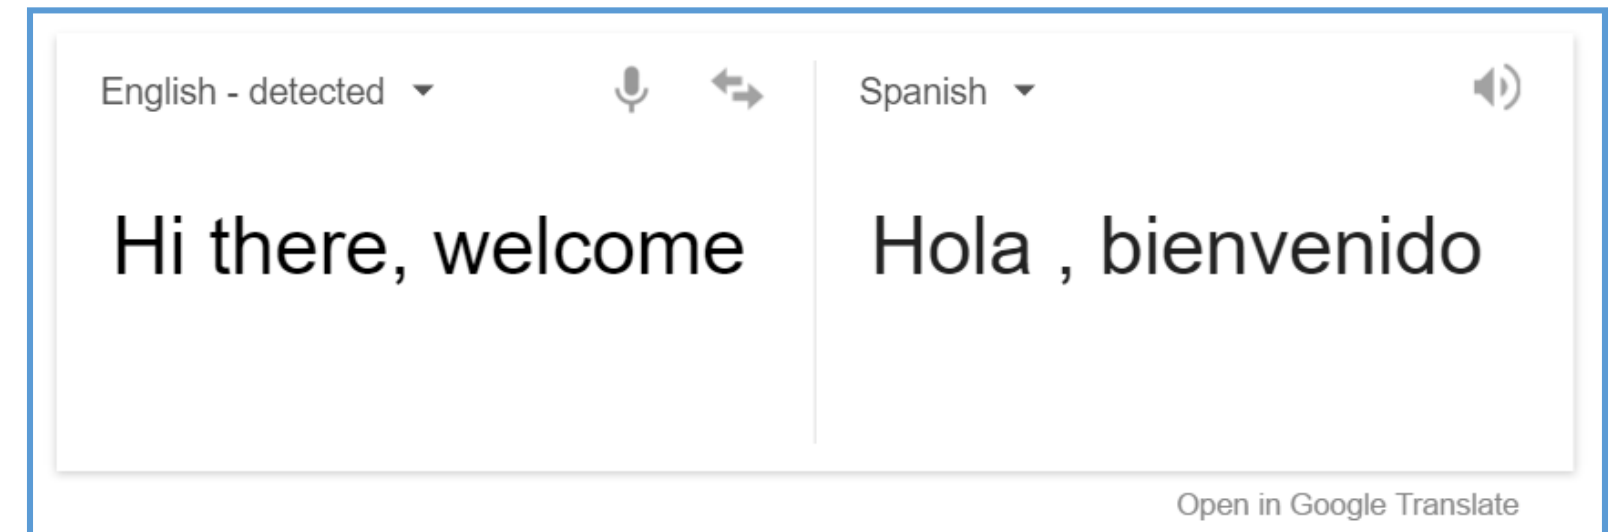 English - detected
Spanish
Hi there, welcome
Hola , bienvenido
Open in Google Translate